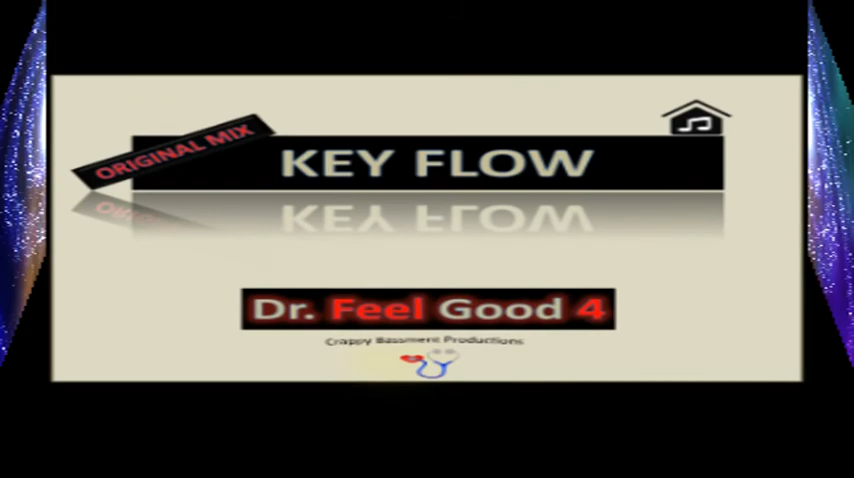 ORIGINAL MIX
KEY FLOW
Dr. Feel Good 4
Crappy Bassment Productions